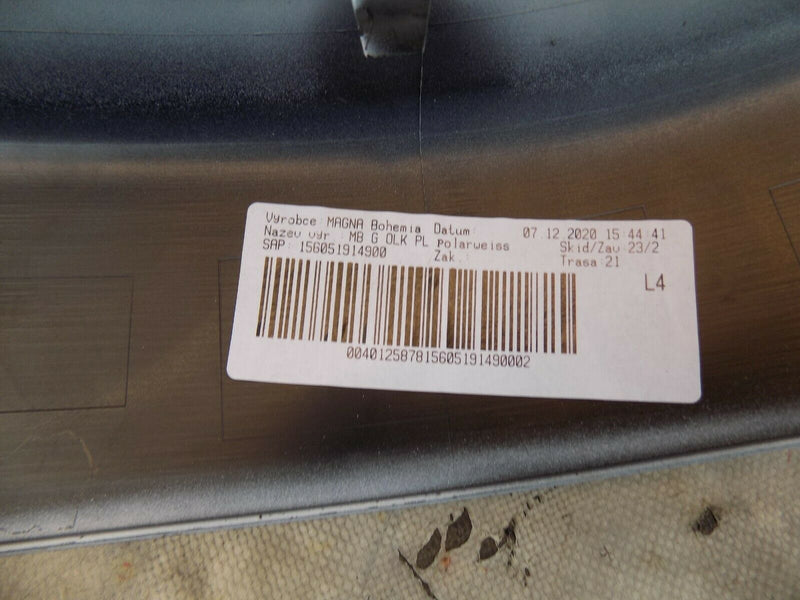 Vyrobce: MAGNA Bohemia Datum: 07.12.2020 15:44:41
Nazev vyr.: MB G OLK PL Polarweiss Skid/Zav 23/2
SAP: 156051914900 Zak.: Trasa 21
L4
004012587815605191490002